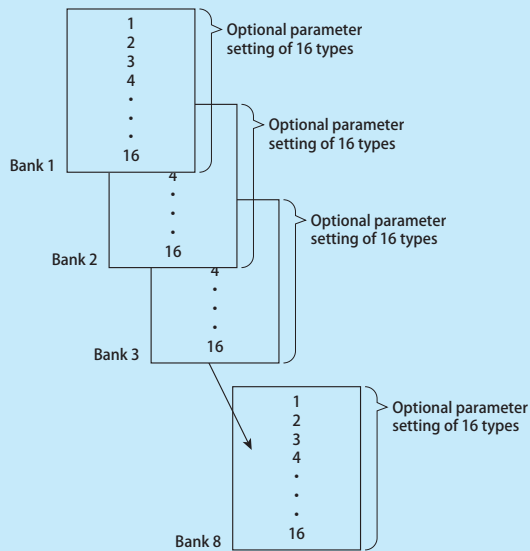 1
2
3
4
•
•
•
16
Optional parameter
setting of 16 types
Bank 1
4
•
•
•
16
Optional parameter
setting of 16 types
Bank 2
4
•
•
•
16
Optional parameter
setting of 16 types
Bank 3
1
2
3
4
•
•
•
16
Optional parameter
setting of 16 types
Bank 8